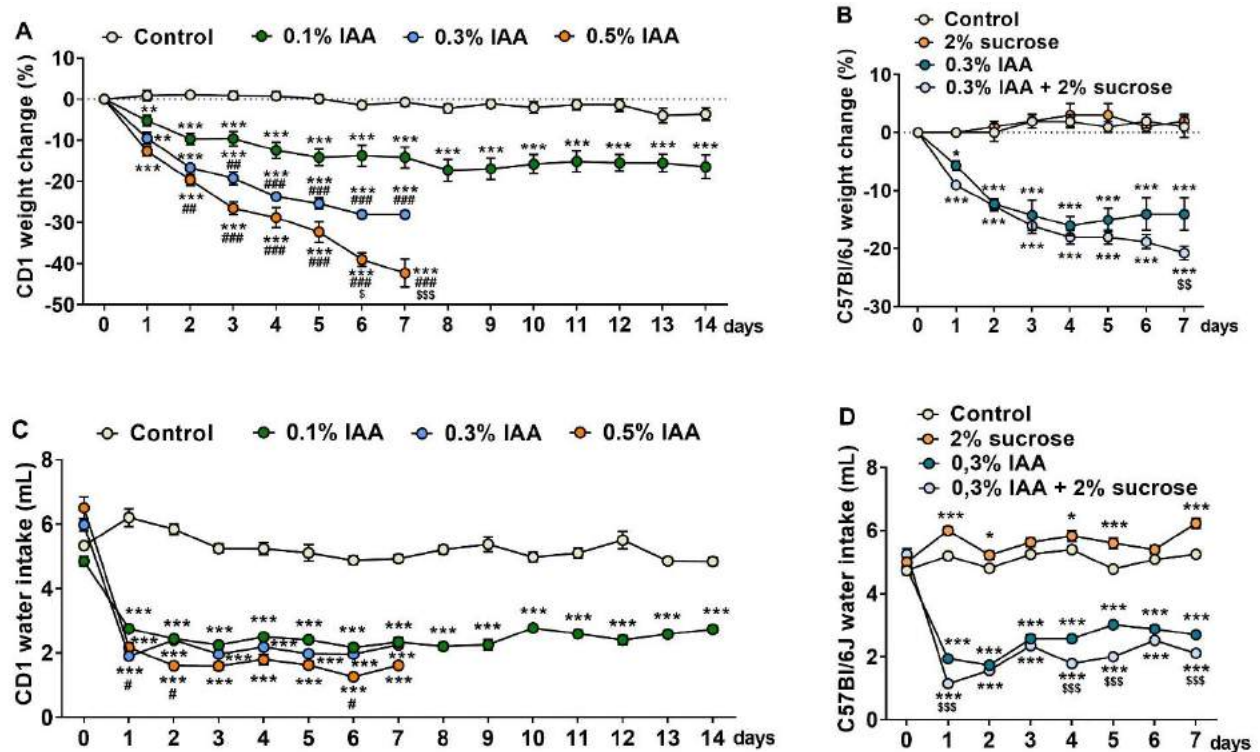 A
Control 0.1% IAA 0.3% IAA 0.5% IAA
CD1 weight change (%)
10
0
-10
-20
-30
-40
-50
** *** *** *** *** *** *** *** *** *** *** *** *** ***
** *** *** *** *** *** ***
## ### ### ### ###
*** *** *** *** *** *** ***
## ### ### ### ### ###
$ $$$
0 1 2 3 4 5 6 7 8 9 10 11 12 13 14 days
B
Control
2% sucrose
0.3% IAA
0.3% IAA + 2% sucrose
C57Bl/6J weight change (%)
10
0
-10
-20
-30
* *** *** *** *** *** ***
*** *** *** *** *** *** ***
$$
0 1 2 3 4 5 6 7 days
C
Control 0.1% IAA 0.3% IAA 0.5% IAA
CD1 water intake (mL)
8
6
4
2
0
*** *** *** *** *** *** *** *** *** *** *** *** *** ***
*** *** *** *** *** ***
*** *** *** *** *** *** ***
# # #
0 1 2 3 4 5 6 7 8 9 10 11 12 13 14 days
D
Control
2% sucrose
0,3% IAA
0,3% IAA + 2% sucrose
C57Bl/6J water intake (mL)
8
6
4
2
0
*** * * *** ***
*** *** *** *** *** *** ***
*** *** *** *** *** *** ***
$$$ $$$ $$$ $$$
0 1 2 3 4 5 6 7 days